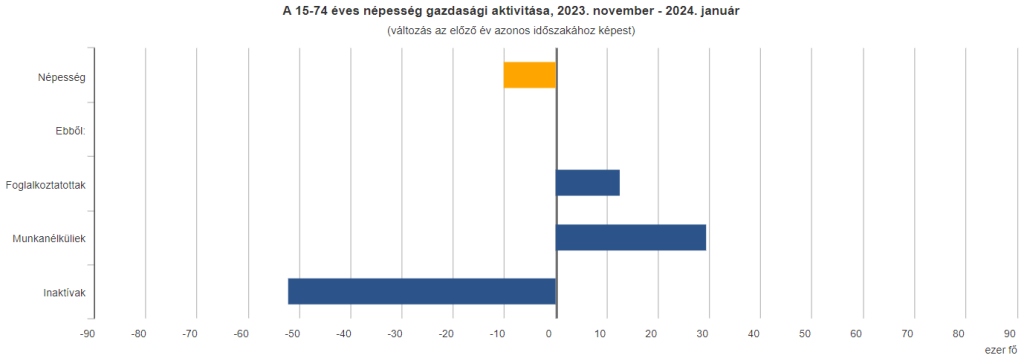 A 15-74 éves népesség gazdasági aktivitása, 2023. november - 2024. január
(változás az előző év azonos időszakához képest)
Népesség
Ebből:
Foglalkoztatottak
Munkanélküliek
Inaktívak
-90 -80 -70 -60 -50 -40 -30 -20 -10 0 10 20 30 40 50 60 70 80 90
ezer fő